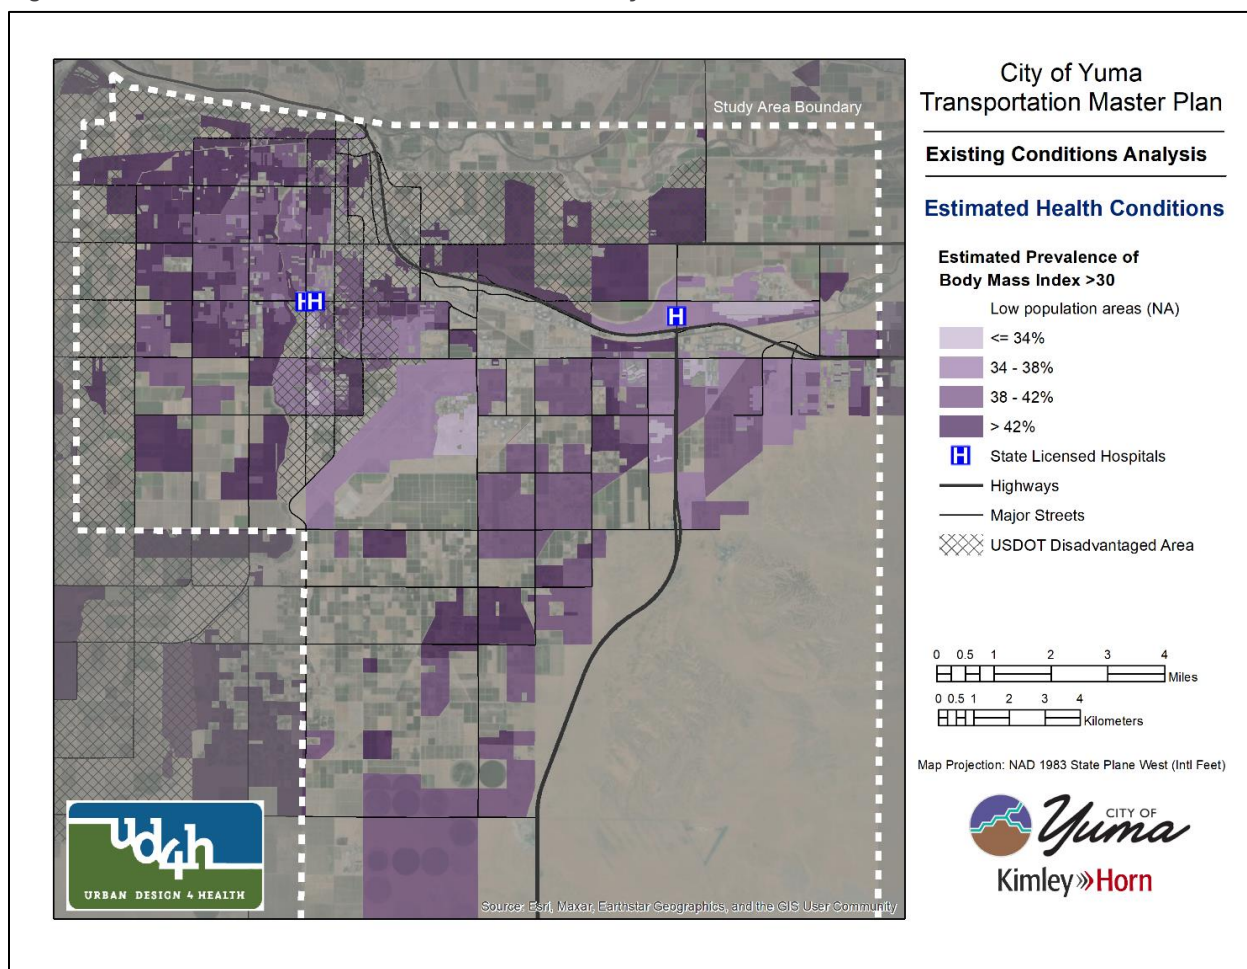 Study Area Boundary
H H
H
URBAN DESIGN 4 HEALTH
ud4h
Source: Esri, Maxar, Earthstar Geographics, and the GIS User Community
City of Yuma
Transportation Master Plan
Existing Conditions Analysis
Estimated Health Conditions
Estimated Prevalence of
Body Mass Index >30
Low population areas (NA)
<= 34%
34 - 38%
38 - 42%
> 42%
H State Licensed Hospitals
Highways
Major Streets
USDOT Disadvantaged Area
0 0.5 1 2 3 4
Miles
0 0.5 1 2 3 4
Kilometers
Map Projection: NAD 1983 State Plane West (Intl Feet)
CITY OF
Yuma
Kimley»Horn